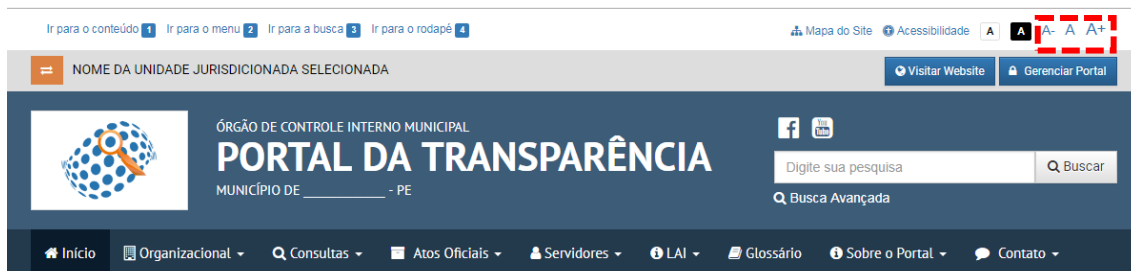 Ir para o conteúdo 1 Ir para o menu 2 Ir para a busca 3 Ir para o rodapé 4 Mapa do Site Acessibilidade A A A- A A+
NOME DA UNIDADE JURISDICIONADA SELECIONADA Visitar Website Gerenciar Portal
ÓRGÃO DE CONTROLE INTERNO MUNICIPAL
PORTAL DA TRANSPARÊNCIA
MUNICÍPIO DE ____________ - PE
f You Tube
Digite sua pesquisa Buscar
Busca Avançada
Início Organizacional Consultas Atos Oficiais Servidores LAI Glossário Sobre o Portal Contato